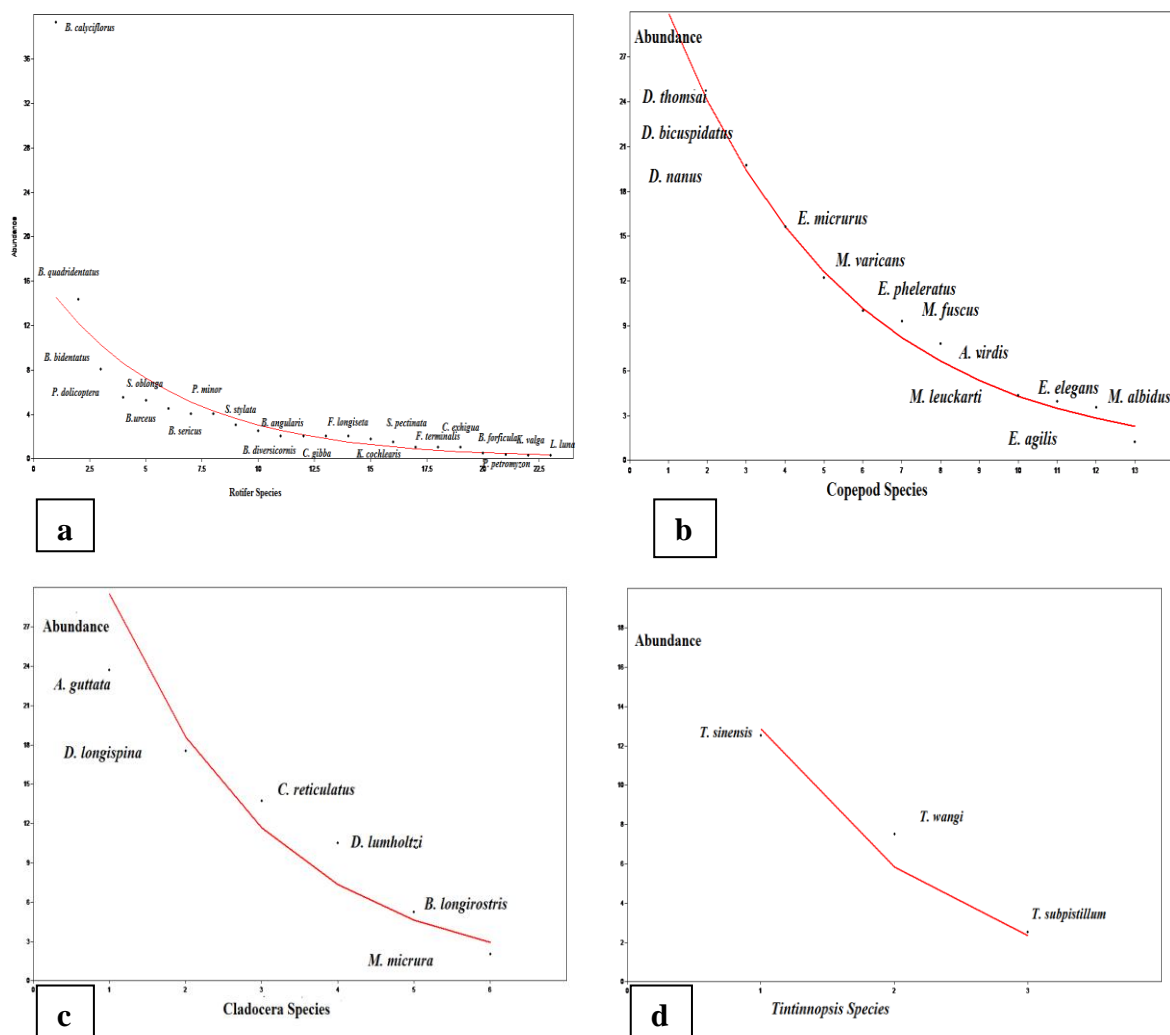 B. calyciflorus
36
32
28
24
20
Abundance
16
B. quadridentatus
12
8
B. bidentatus
P. dolicoptera
S. oblonga
P. minor
4
B.urceus
B. sericus
S. stylata
B. angularis
B. diversicornis
C. gibba
F. longiseta
K. cochlearis
S. pectinata
F. terminalis
C. exhigua
B. forficula
P. petromyzon
K. valga
L. luna
0
0 2.5 5 7.5 10 12.5 15 17.5 20 22.5
Rotifer Species
a
Abundance
27
24
D. thomsai
D. bicuspidatus
21
18
D. nanus
15
E. micrurus
12
M. varicans
E. pheleratus
9
M. fuscus
6
A. virdis
M. leuckarti
E. elegans
M. albidus
3
E. agilis
0
0 1 2 3 4 5 6 7 8 9 10 11 12 13
Copepod Species
b
Abundance
27
24
A. guttata
21
18
D. longispina
15
C. reticulatus
12
D. lumholtzi
9
6
B. longirostris
3
M. micrura
0
0 1 2 3 4 5 6
Cladocera Species
c
18
Abundance
16
14
12
T. sinensis
10
8
T. wangi
6
4
T. subpistillum
2
0
0 1 2 3
Tintinnopsis Species
d